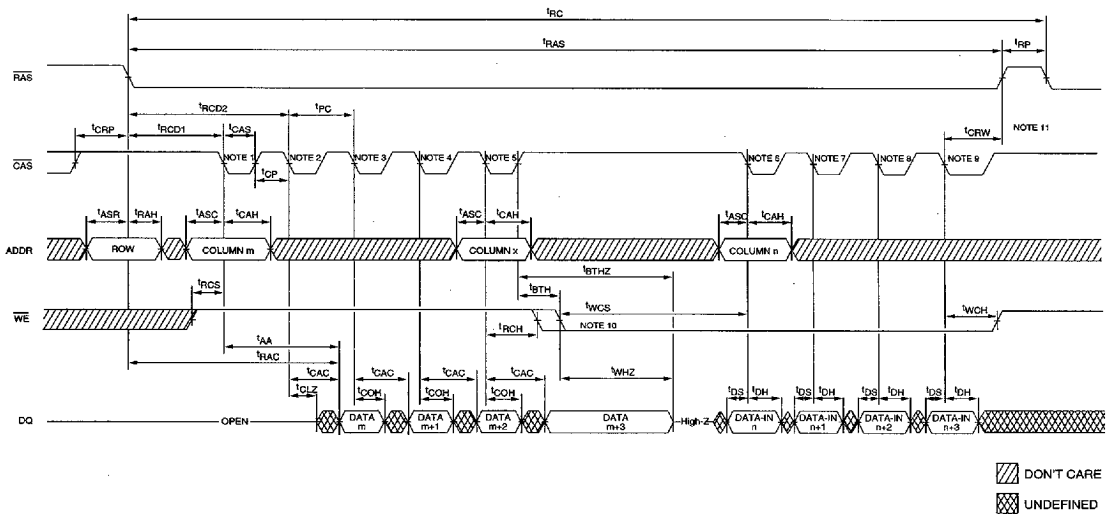 tRC
tRAS
tRP
RAS
tRCD2
tPC
tCRP
tRCD1
tCAS
tCRW
NOTE 11
CAS
NOTE 1
NOTE 2
NOTE 3
NOTE 4
NOTE 5
NOTE 6
NOTE 7
NOTE 8
NOTE 9
tCP
tASR
tRAH
tASC
tCAH
tASC
tCAH
tASC
tCAH
ADDR
ROW
COLUMN m
COLUMN x
COLUMN n
tBTHZ
tRCS
tBTH
tWCS
tWCH
WE
NOTE 10
tRCH
tAA
tRAC
tCAC
tCAC
tCAC
tCAC
tWHZ
tCLZ
tCOH
tCOH
tCOH
tDS
tDH
tDS
tDH
tDS
tDH
tDS
tDH
DQ
OPEN
DATA
m
DATA
m+1
DATA
m+2
DATA
m+3
High-Z
DATA-IN
n
DATA-IN
n+1
DATA-IN
n+2
DATA-IN
n+3
DON'T CARE
UNDEFINED